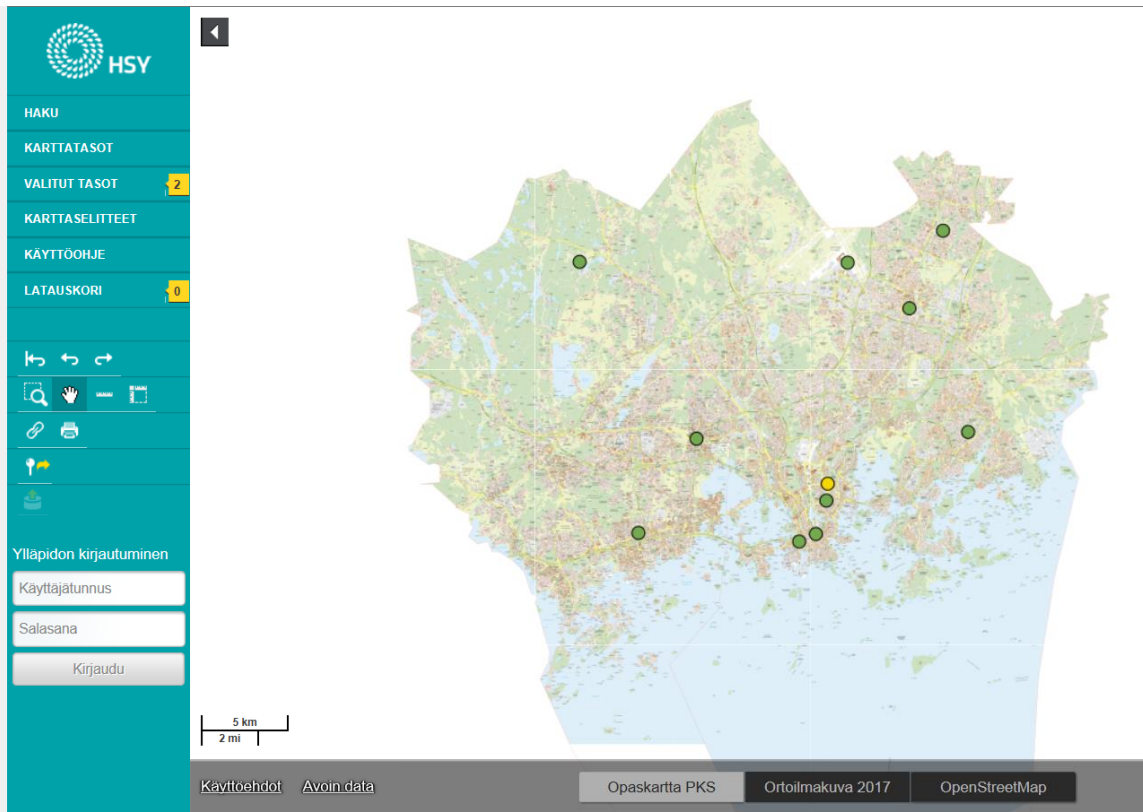 HSY
HAKU
KARTTATASOT
VALITUT TASOT 2
KARTTASELITTEET
KÄYTTÖOHJE
LATAUSKORI 0
Ylläpidon kirjautuminen
Käyttäjätunnus
Salasana
Kirjaudu
5 km
2 mi
Käyttöehdot Avoin data
Opaskartta PKS Ortoilmakuva 2017 OpenStreetMap